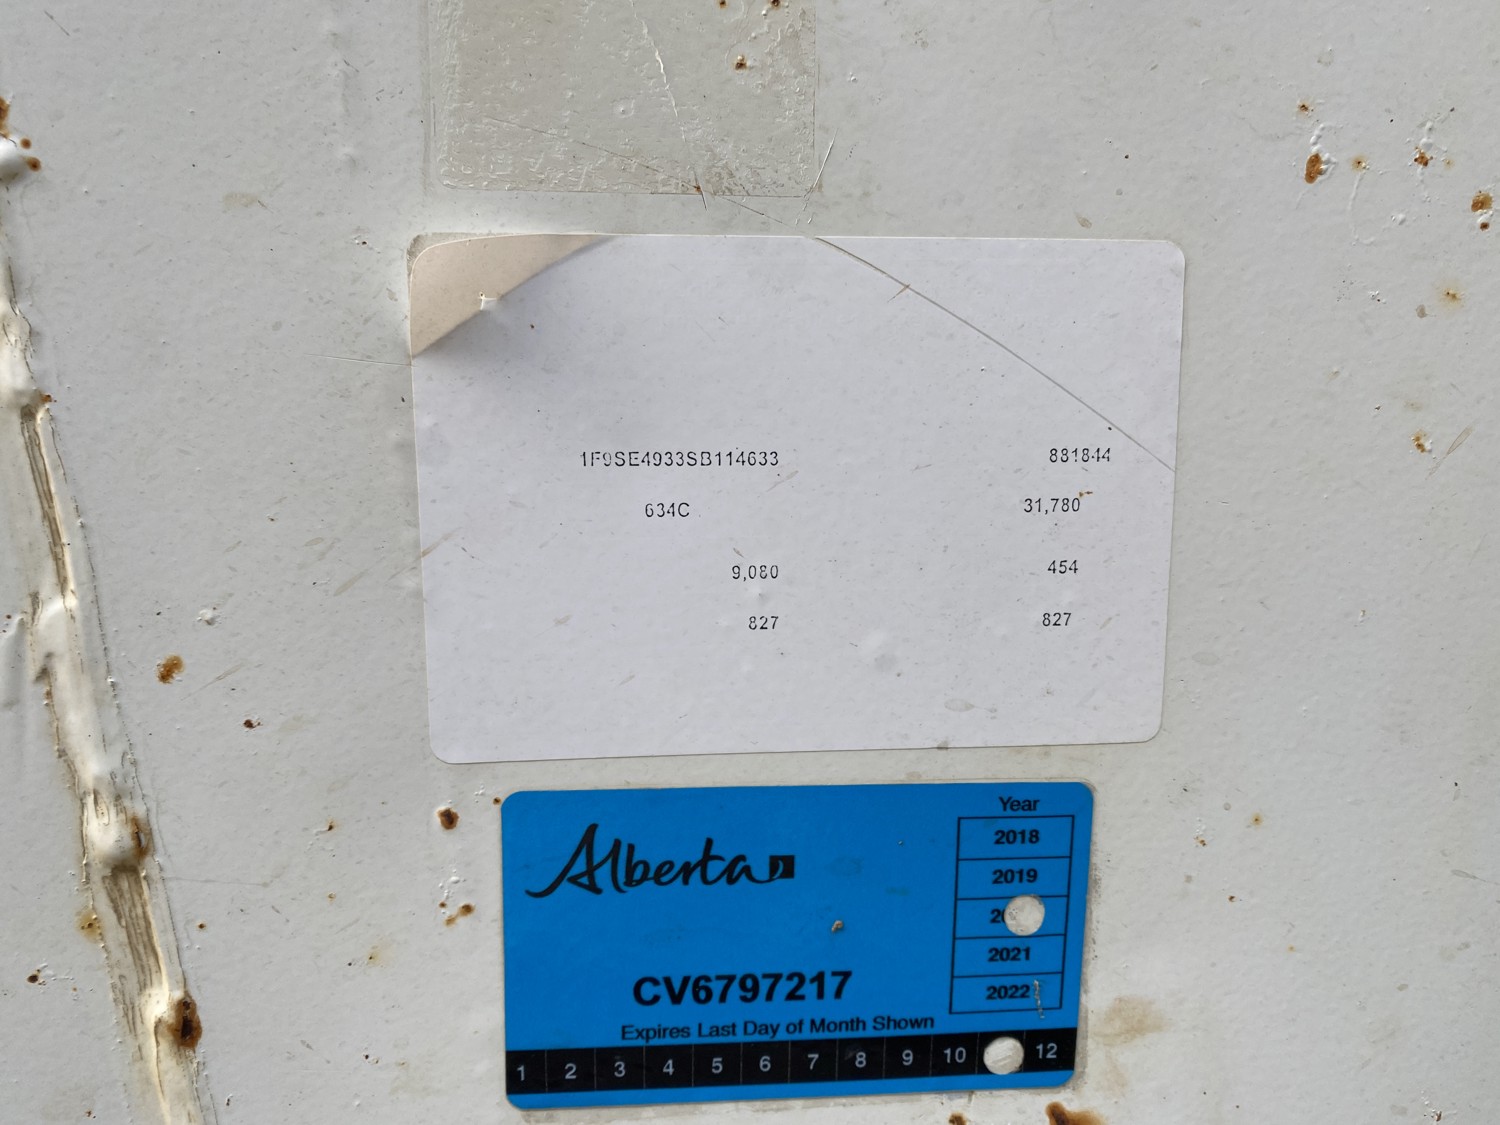 1F9SE4933SB114633 881844
634C 31,780
9,080 454
827 827
Alberta
Year
2018
2019
2021
2022
CV6797217
Expires Last Day of Month Shown
1 2 3 4 5 6 7 8 9 10 12